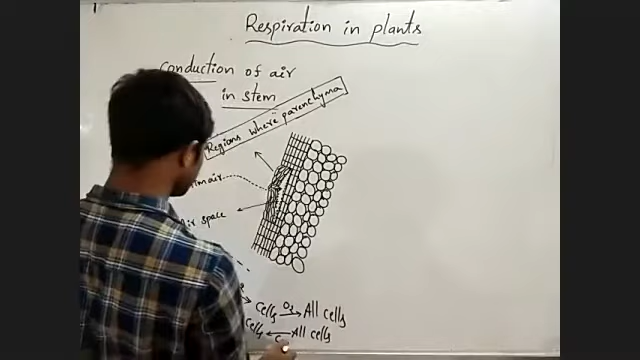 Respiration in plants
conduction of air
in stem
Regions where parenchyma
air space
Cells O2 All cells
cells All cells